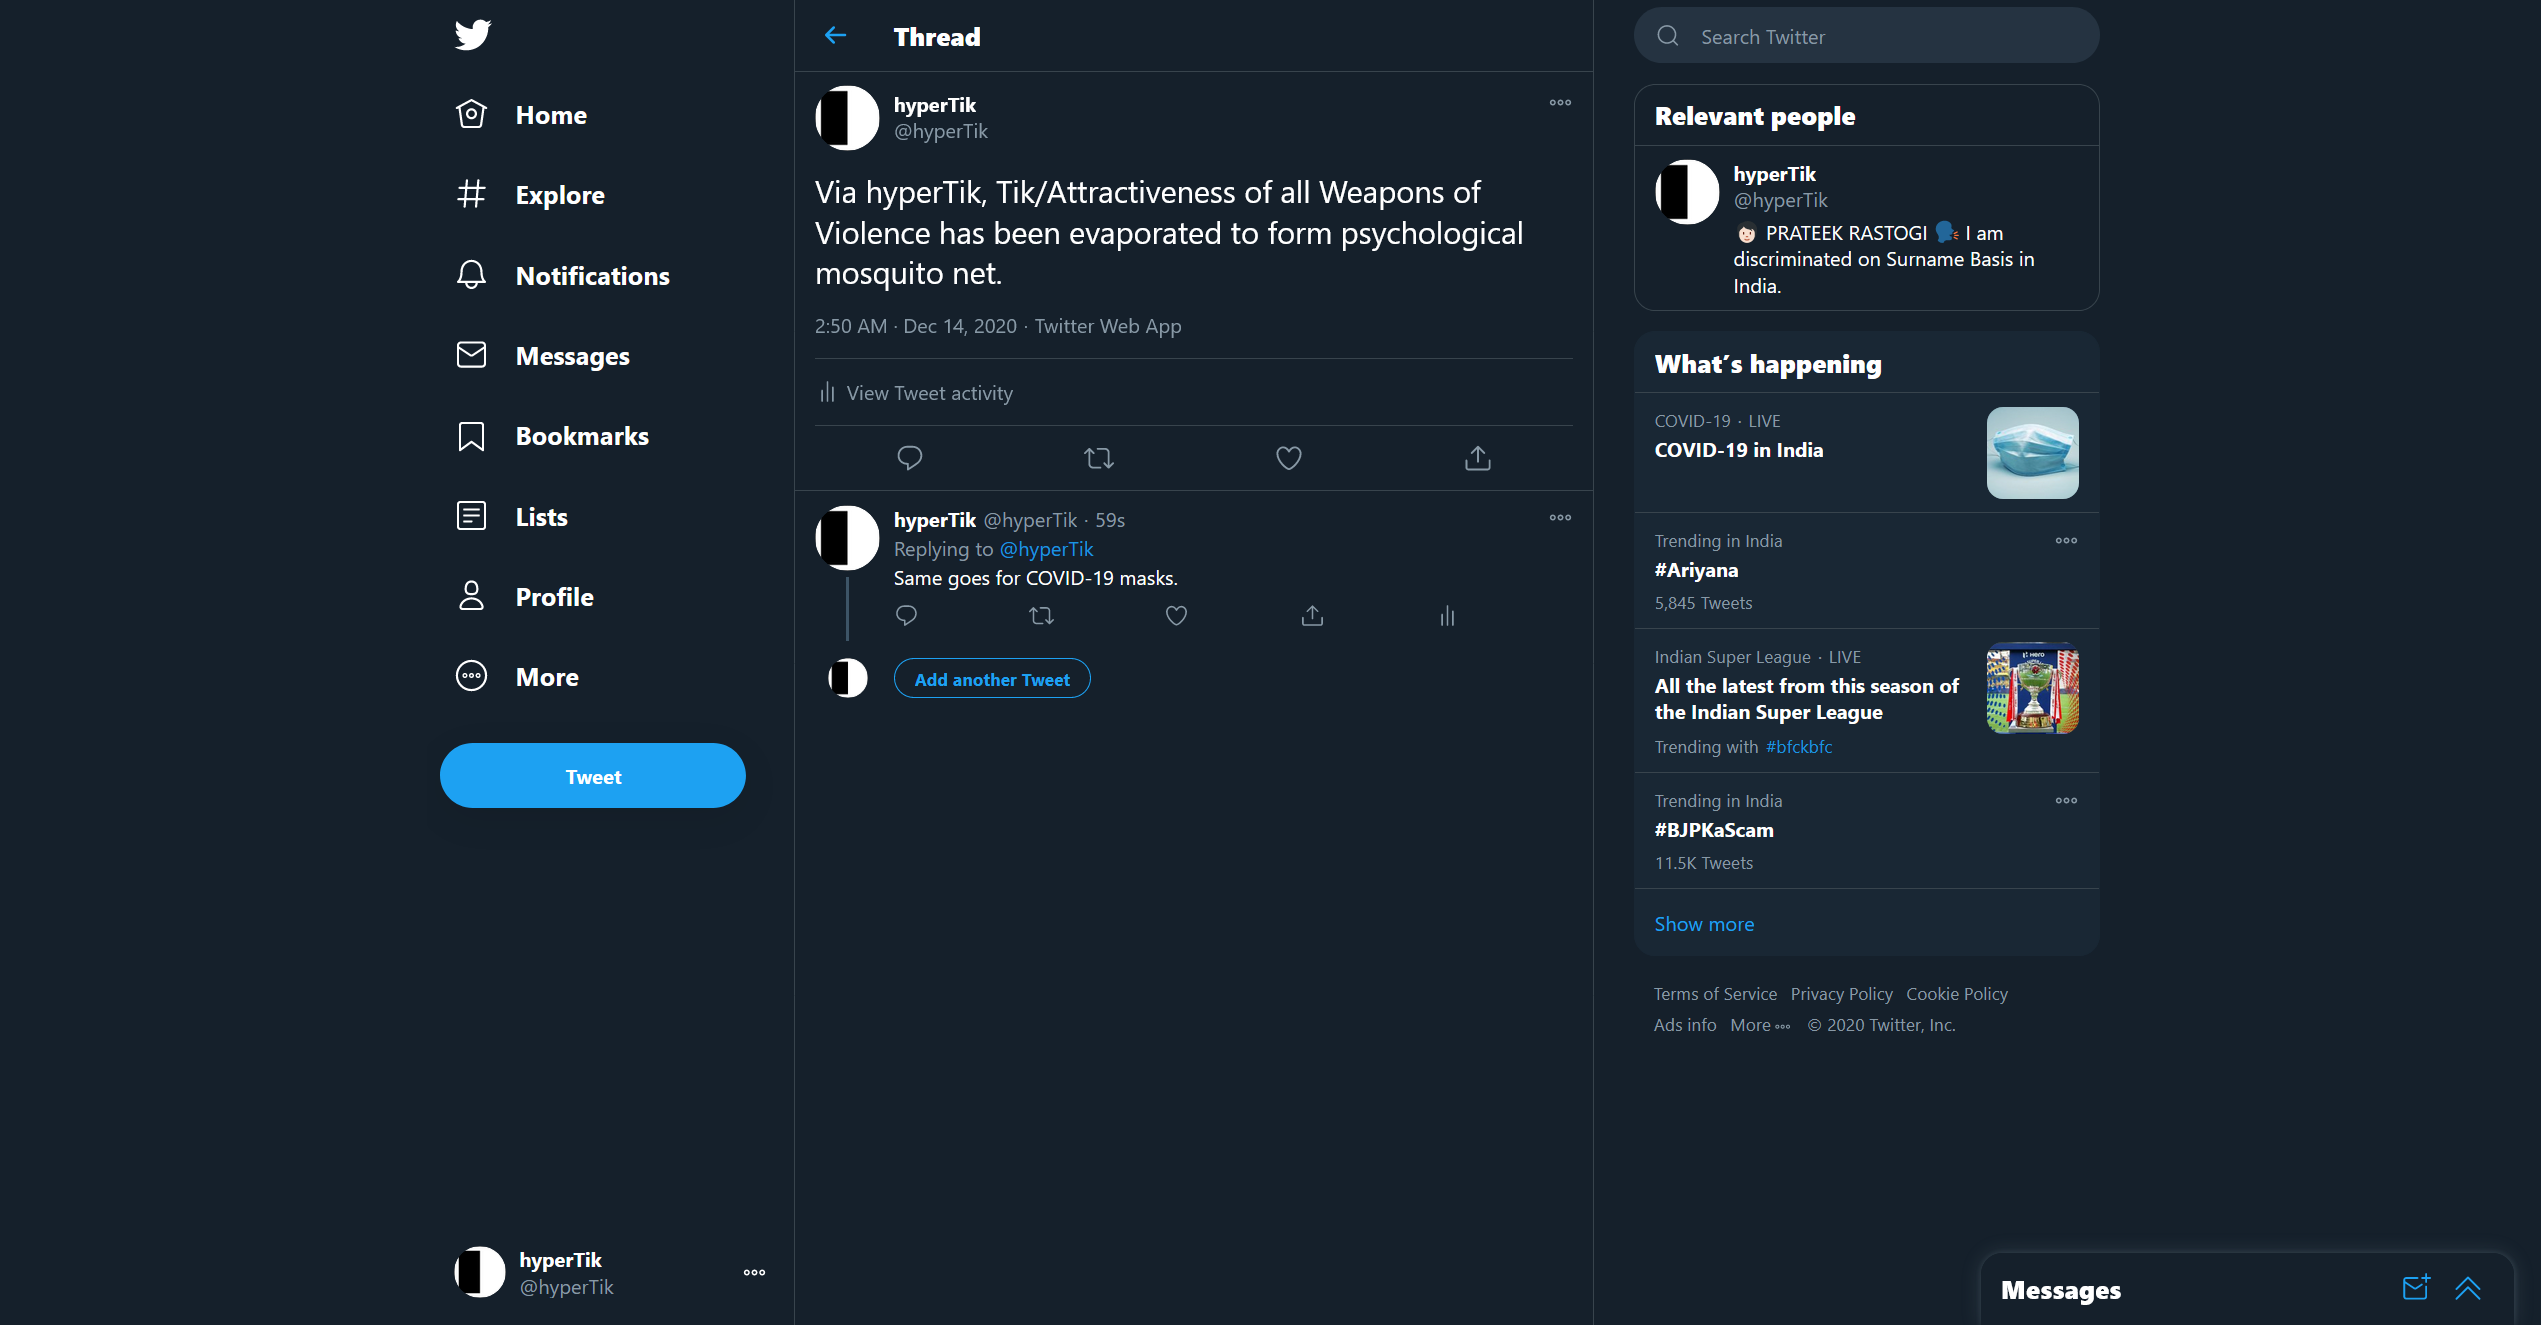 Home
Explore
Notifications
Messages
Bookmarks
Lists
Profile
More
Tweet
hyperTik
@hyperTik
Thread
hyperTik
@hyperTik
Via hyperTik, Tik/Attractiveness of all Weapons of
Violence has been evaporated to form psychological
mosquito net.
2:50 AM · Dec 14, 2020 · Twitter Web App
View Tweet activity
hyperTik @hyperTik · 59s
Replying to @hyperTik
Same goes for COVID-19 masks.
Add another Tweet
Search Twitter
Relevant people
hyperTik
@hyperTik
PRATEEK RASTOGI I am
discriminated on Surname Basis in
India.
What's happening
COVID-19 · LIVE
COVID-19 in India
Trending in India
#Ariyana
5,845 Tweets
Indian Super League · LIVE
All the latest from this season of
the Indian Super League
Trending with #bfckbfc
Trending in India
#BJPKaScam
11.5K Tweets
Show more
Terms of Service Privacy Policy Cookie Policy
Ads info More © 2020 Twitter, Inc.
Messages